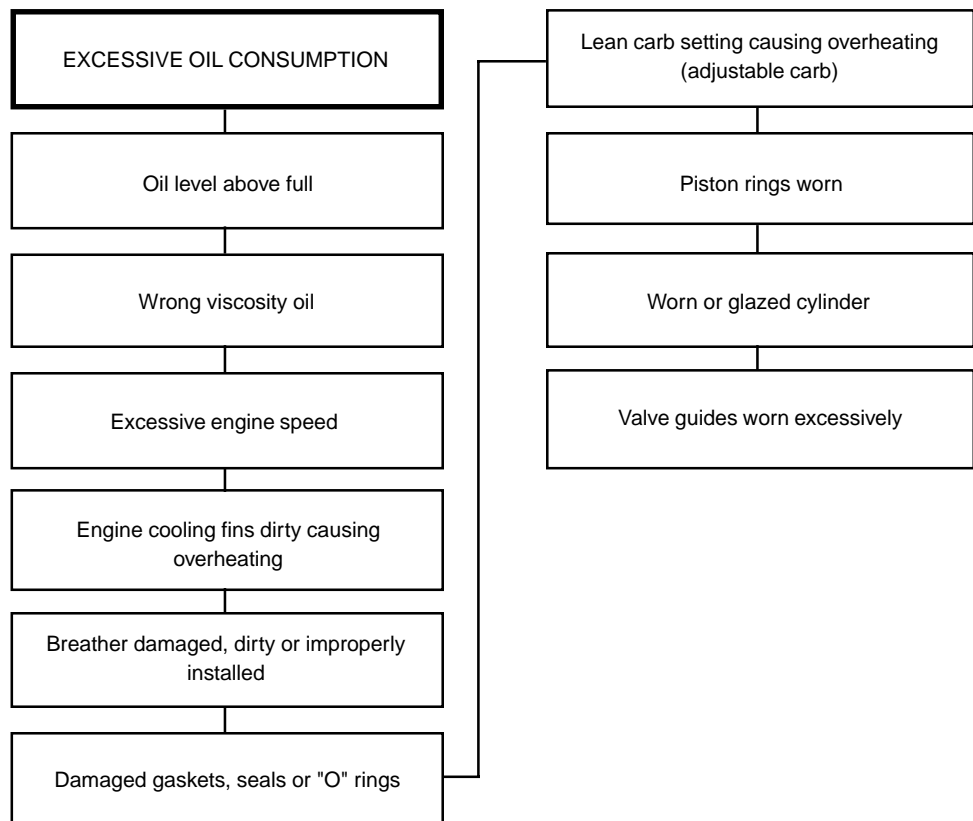 EXCESSIVE OIL CONSUMPTION
Oil level above full
Wrong viscosity oil
Excessive engine speed
Engine cooling fins dirty causing
overheating
Breather damaged, dirty or improperly
installed
Damaged gaskets, seals or "O" rings
Lean carb setting causing overheating
(adjustable carb)
Piston rings worn
Worn or glazed cylinder
Valve guides worn excessively